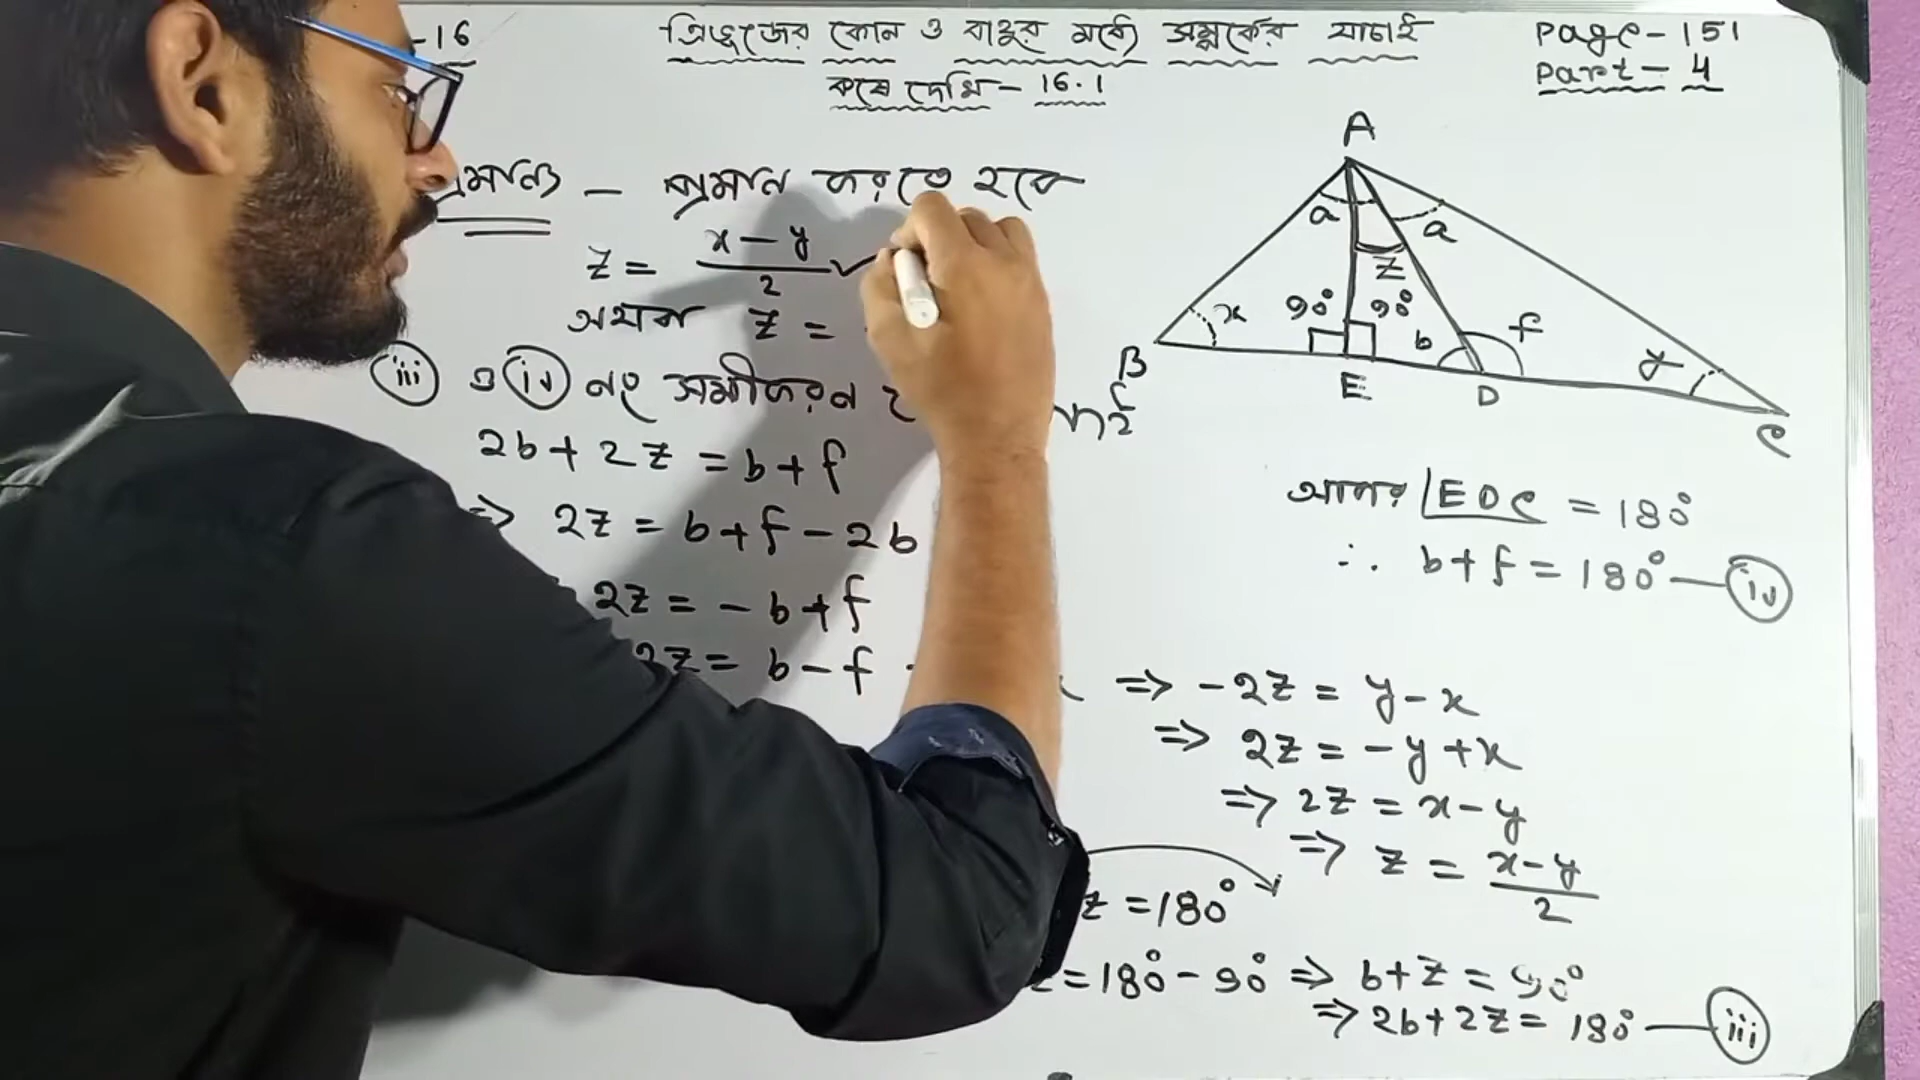 -16
ত্রিভুজের কোন ও বাহুর মধ্যে সম্পর্কের যাচাই
কষে দেখি - 16.1
Page - 151
Part - 4
প্রমান করতে হবে
z = x - y / 2 ✓
অথবা z =
iii ও iv নং সমীকরন
2b + 2z = b + f
⇒ 2z = b + f - 2b
2z = - b + f
2z = b - f
A
a a
z
x 90° 90° b f y
B E D C
আবার ∠EDC = 180°
∴ b + f = 180° — iv
⇒ -2z = y - x
⇒ 2z = -y + x
⇒ 2z = x - y
⇒ z = x - y / 2
z = 180°
z = 180° - 90° ⇒ b + z = 90°
⇒ 2b + 2z = 180° — iii